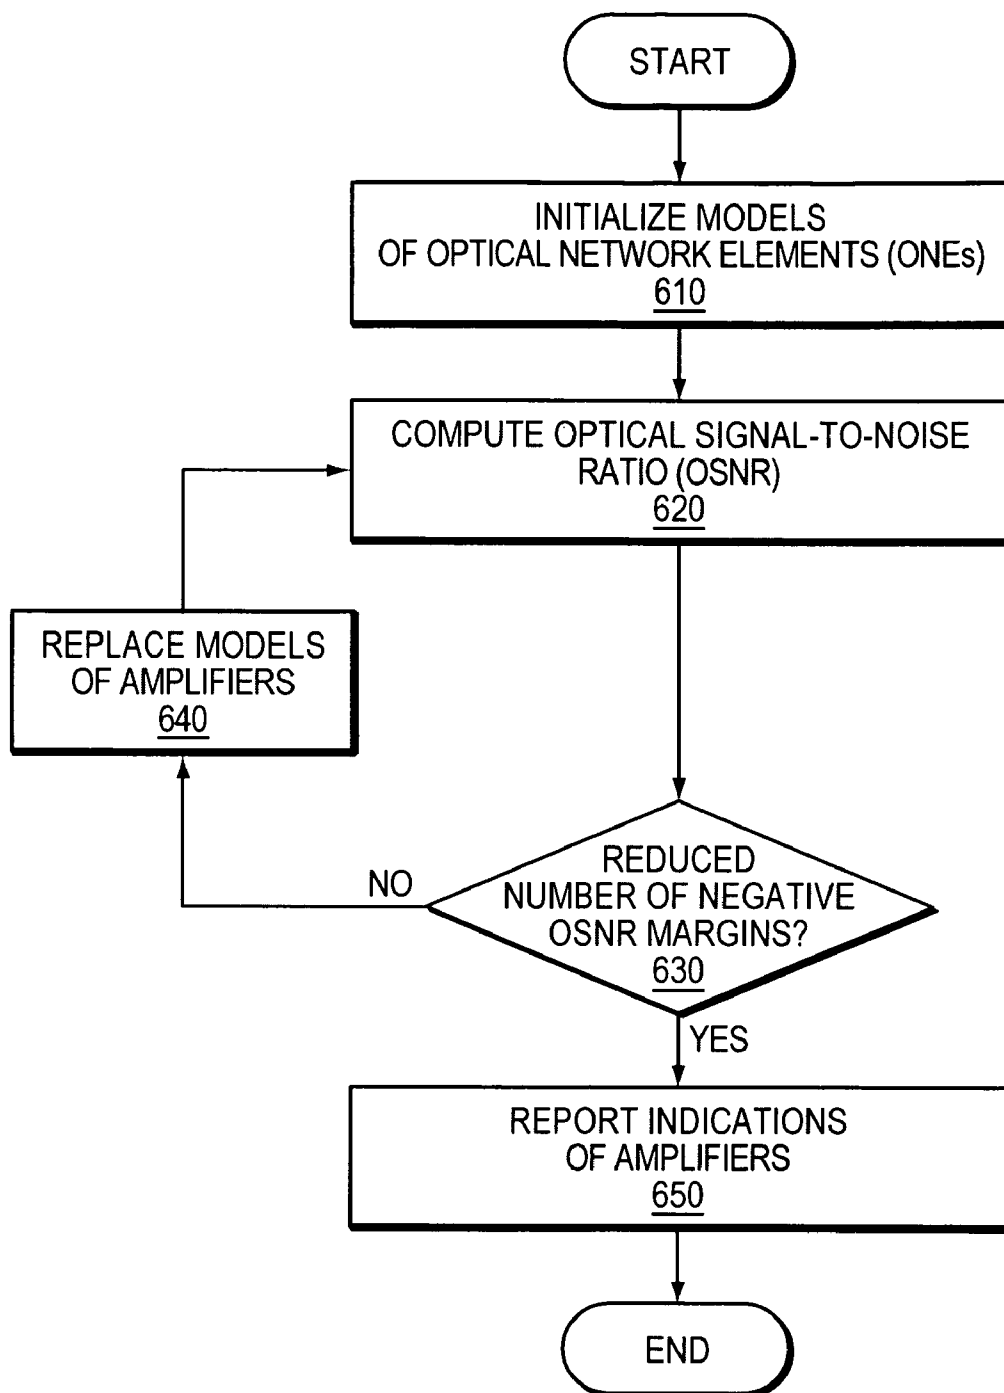 START
INITIALIZE MODELS
OF OPTICAL NETWORK ELEMENTS (ONEs)
610
COMPUTE OPTICAL SIGNAL-TO-NOISE
RATIO (OSNR)
620
REPLACE MODELS
OF AMPLIFIERS
640
NO
REDUCED
NUMBER OF NEGATIVE
OSNR MARGINS?
630
YES
REPORT INDICATIONS
OF AMPLIFIERS
650
END